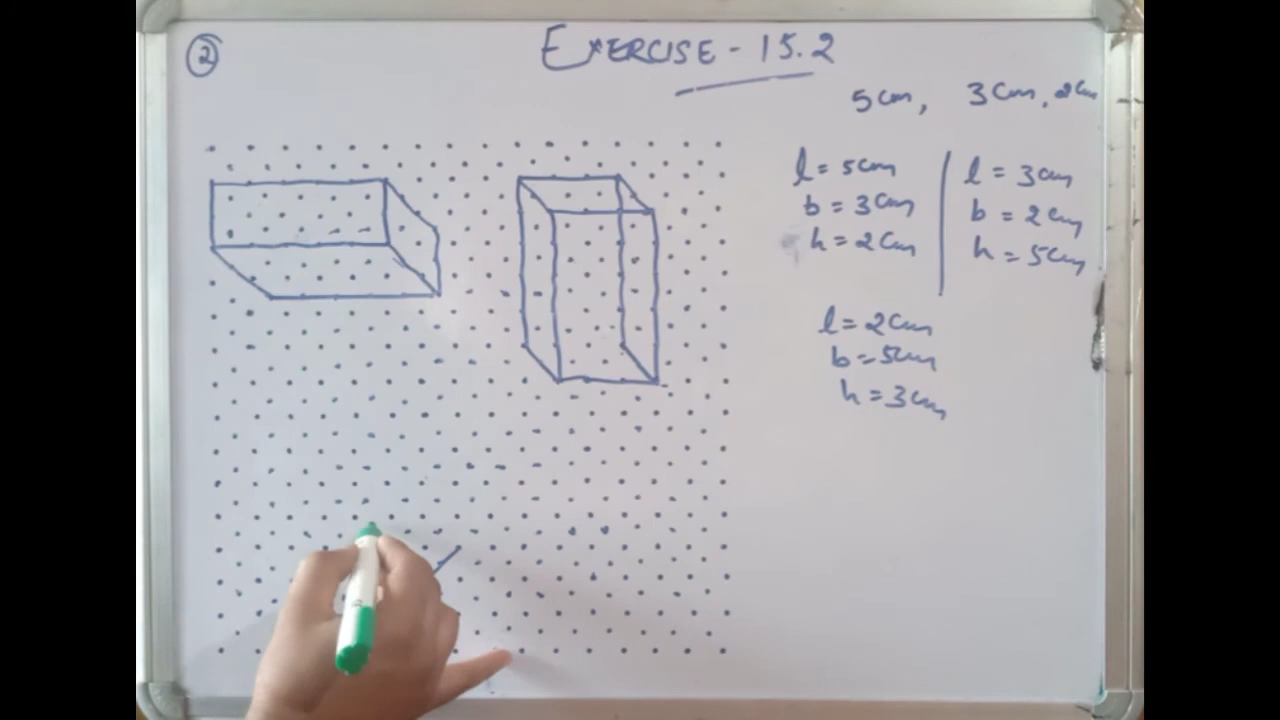 ②
EXERCISE - 15.2
5cm, 3cm, 2cm
l = 5cm
b = 3cm
h = 2cm
l = 3cm
b = 2cm
h = 5cm
l = 2cm
b = 5cm
h = 3cm